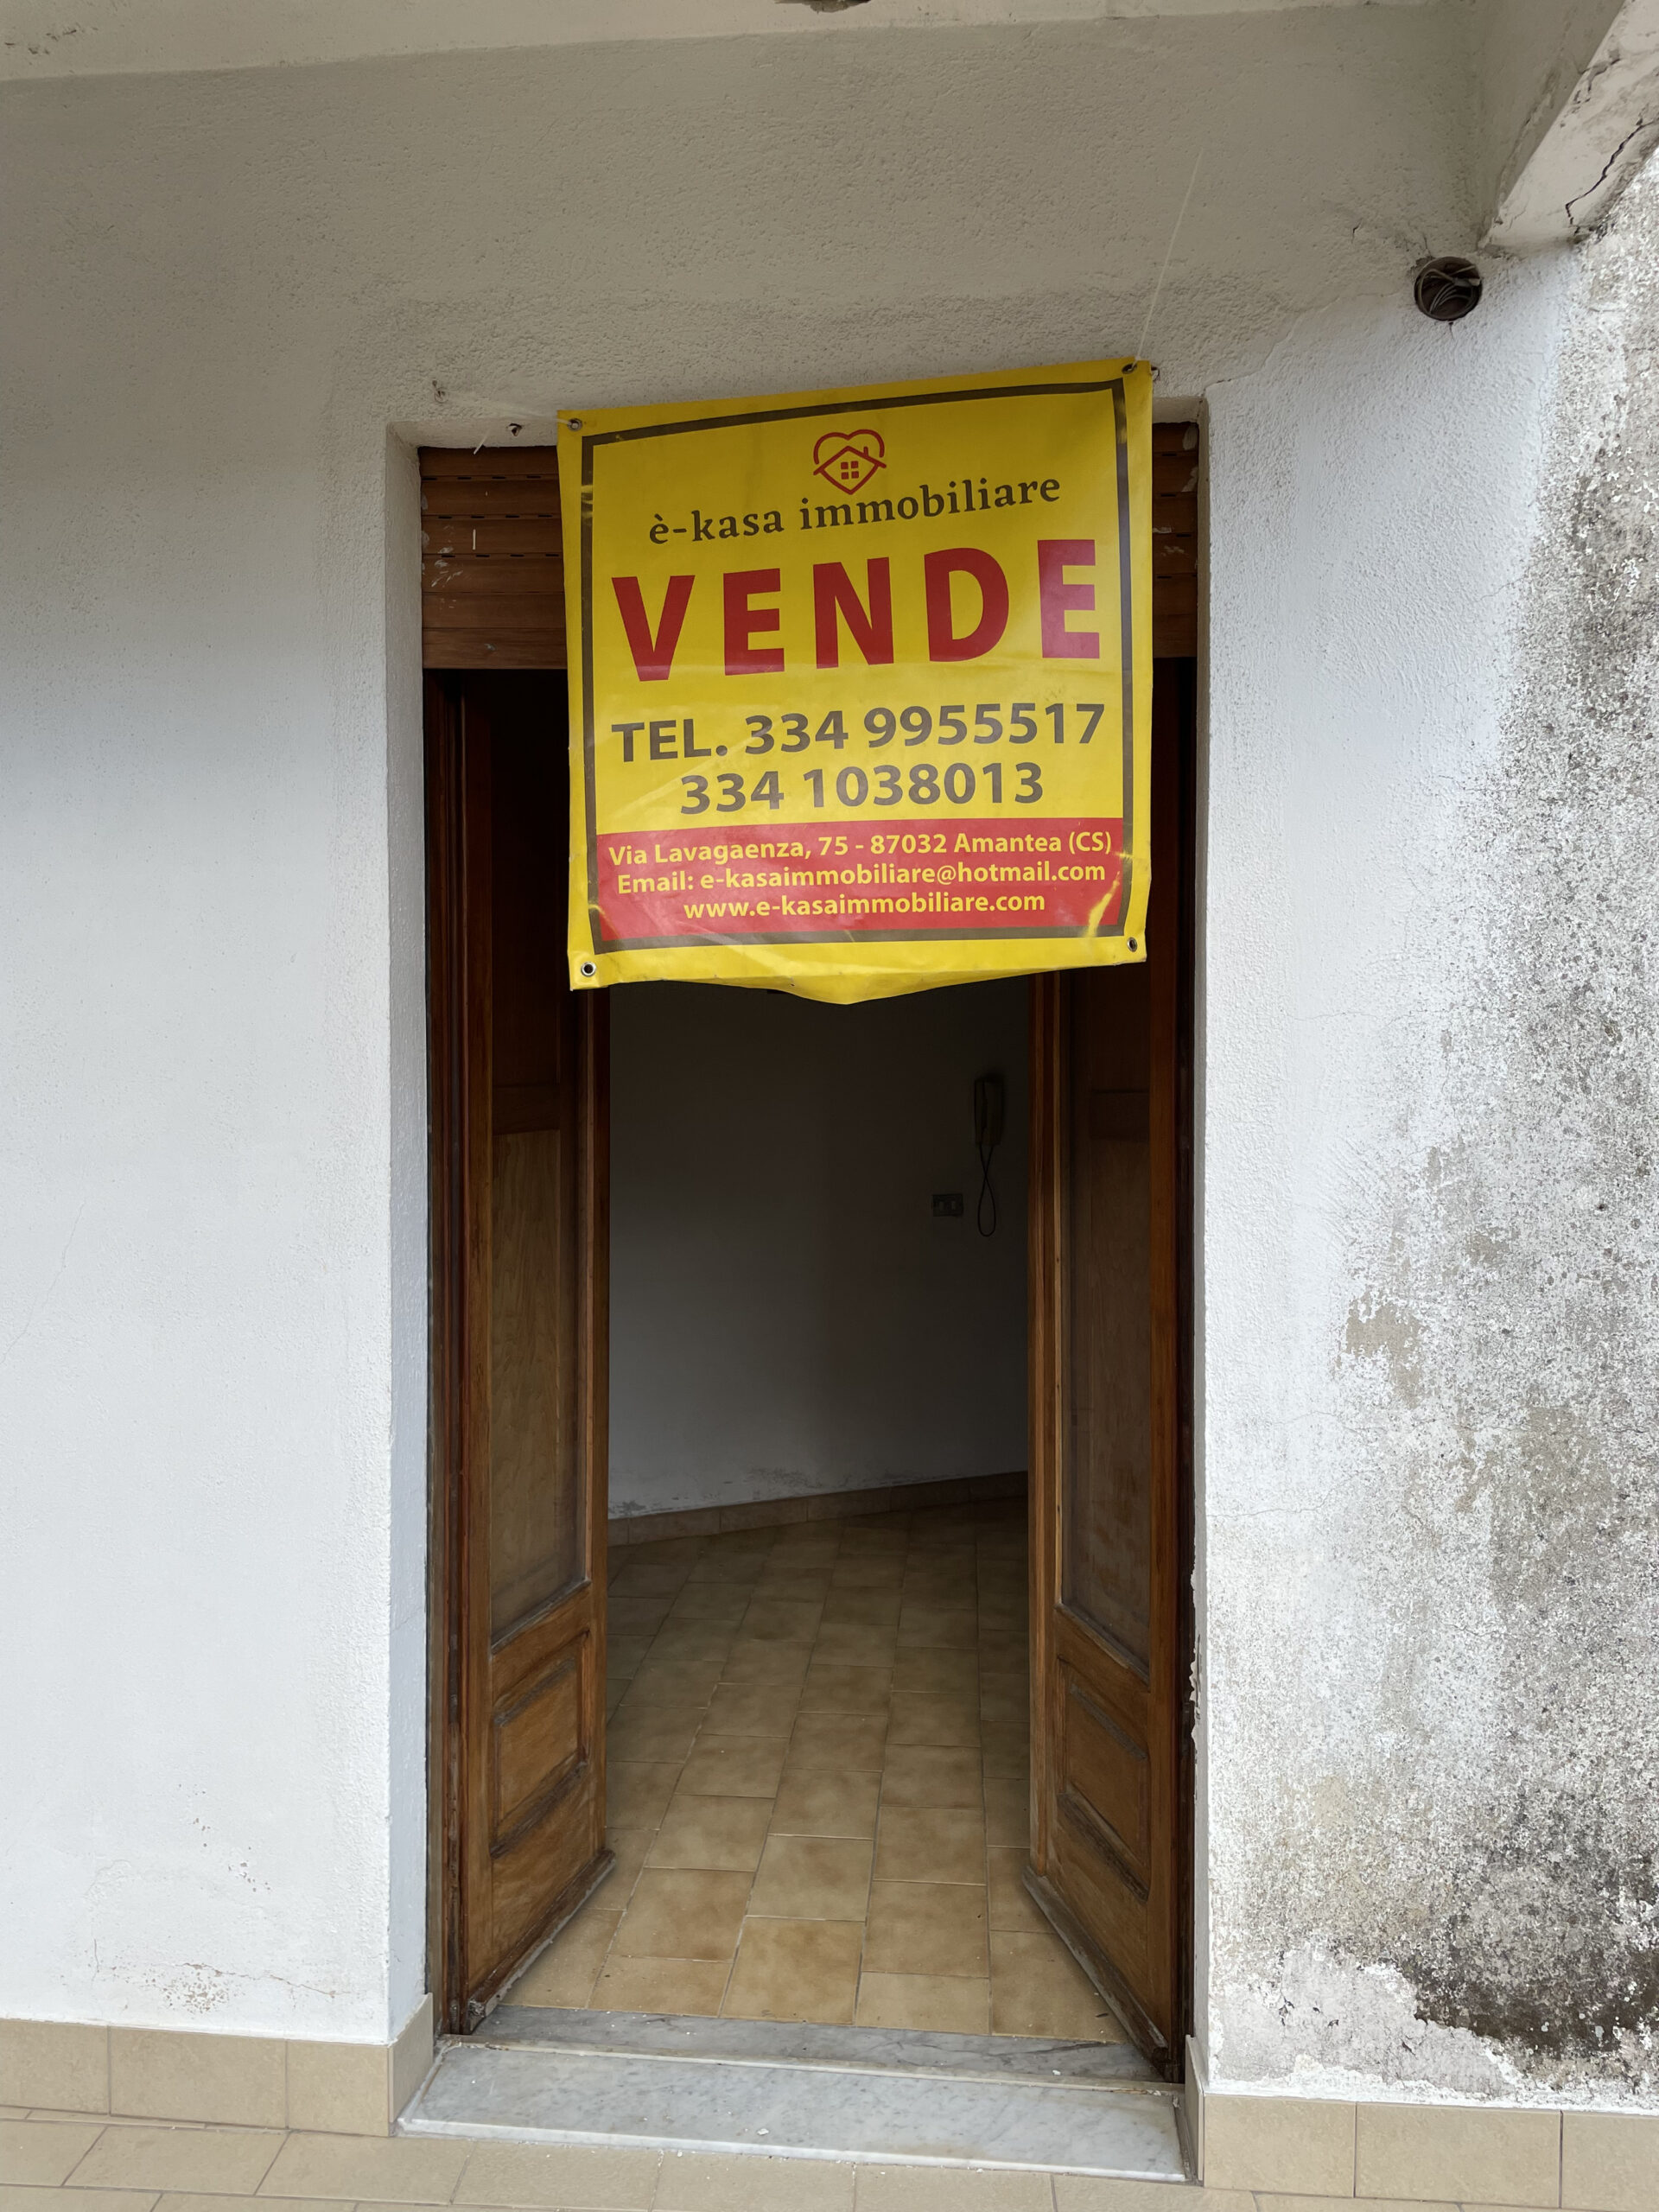 è-kasa immobiliare
VENDE
TEL. 334 9955517
334 1038013
Via Lavagaenza, 75 - 87032 Amantea (CS)
Email: e-kasaimmobiliare@hotmail.com
www.e-kasaimmobiliare.com